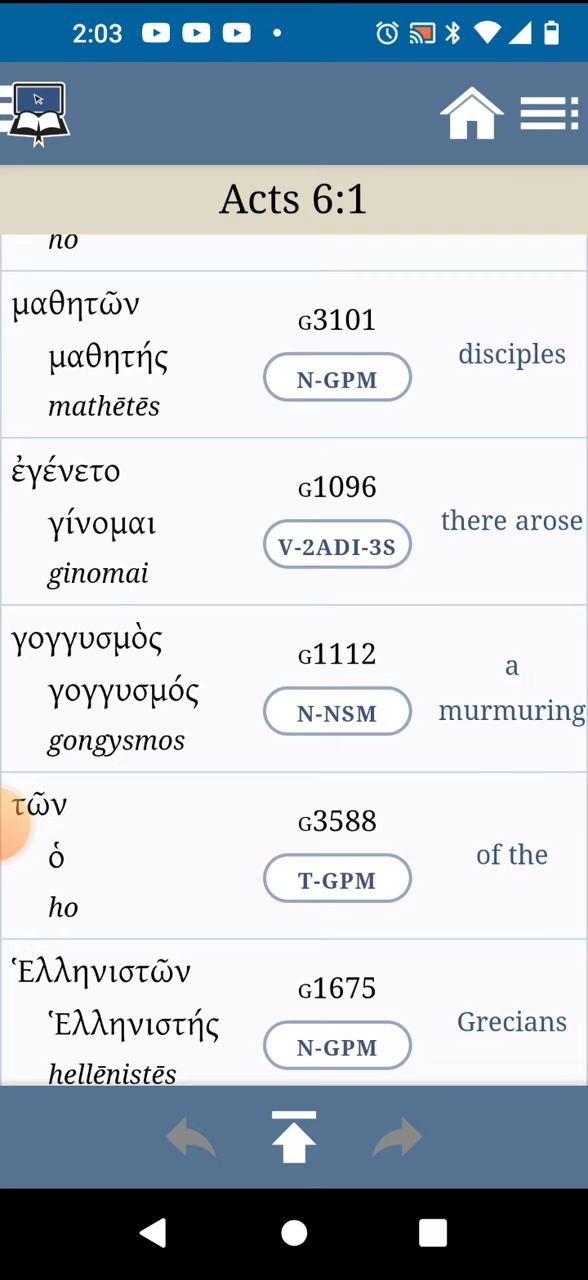 2:03
Acts 6:1
ho
μαθητῶν
G3101
μαθητής
N-GPM
disciples
mathētēs
ἐγένετο
G1096
γίνομαι
V-2ADI-3S
there arose
ginomai
γογγυσμὸς
G1112
a
γογγυσμός
N-NSM
murmuring
gongysmos
τῶν
G3588
ὁ
T-GPM
of the
ho
Ἑλληνιστῶν
G1675
Ἑλληνιστής
N-GPM
Grecians
hellēnistēs